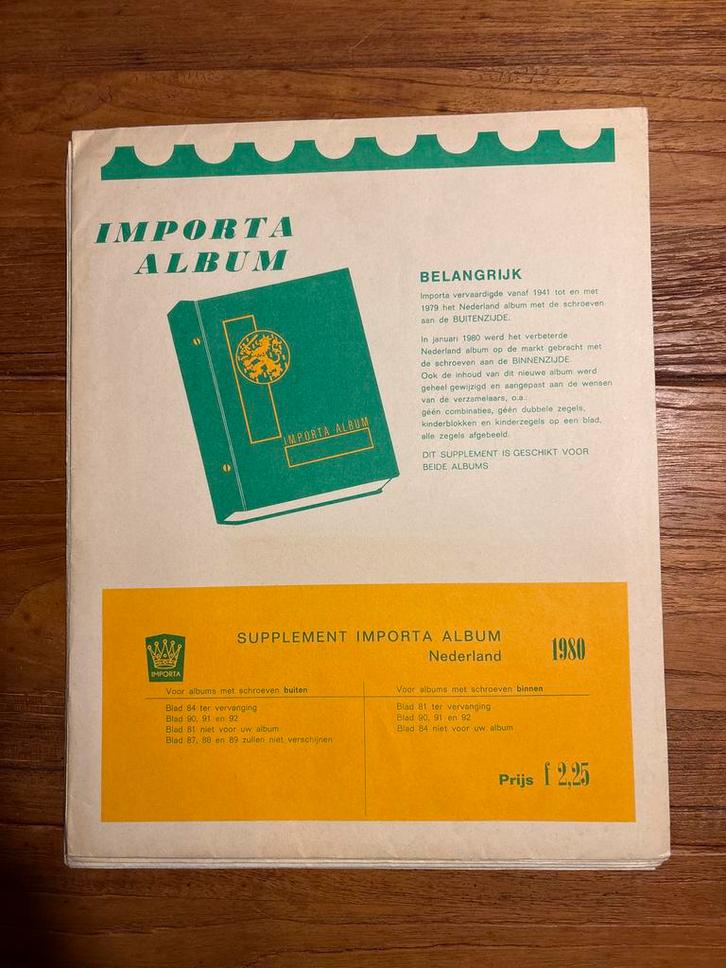 IMPORTA
ALBUM
IMPORTA ALBUM
BELANGRIJK
Importa vervaardigde vanaf 1941 tot en met
1979 het Nederland album met de schroeven
aan de BUITENZIJDE.
In januari 1980 werd het verbeterde
Nederland album op de markt gebracht met
de schroeven aan de BINNENZIJDE.
Ook de inhoud van dit nieuwe album werd
geheel gewijzigd en aangepast aan de wensen
van de verzamelaars, o.a.:
géén combinaties, géén dubbele zegels,
kinderblokken en kinderzegels op een blad,
alle zegels afgebeeld.
DIT SUPPLEMENT IS GESCHIKT VOOR
BEIDE ALBUMS
IMPORTA
SUPPLEMENT IMPORTA ALBUM
Nederland
1980
Voor albums met schroeven buiten
Blad 84 ter vervanging
Blad 90, 91 en 92
Blad 81 niet voor uw album
Blad 87, 88 en 89 zullen niet verschijnen
Voor albums met schroeven binnen
Blad 81 ter vervanging
Blad 90, 91 en 92
Blad 84 niet voor uw album
Prijs f 2,25